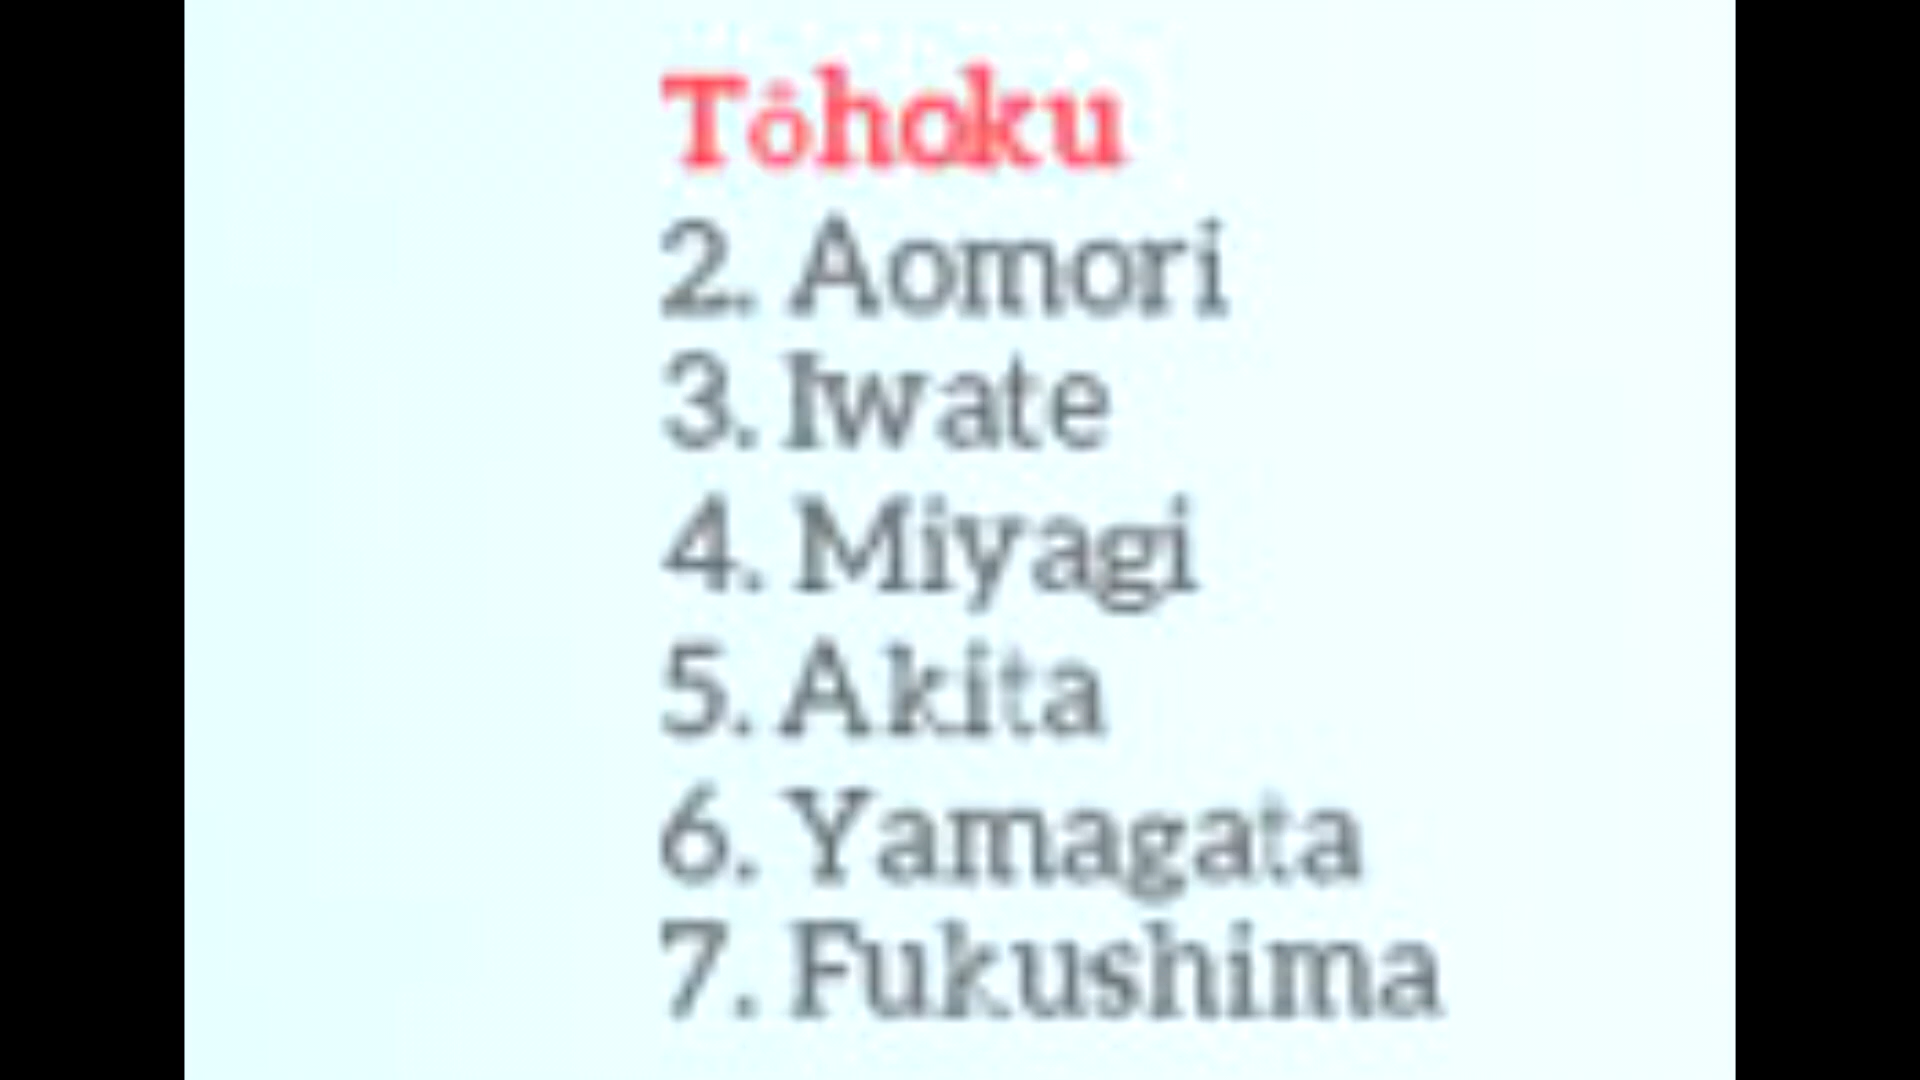 Tôhoku
2. Aomori
3. Iwate
4. Miyagi
5. Akita
6. Yamagata
7. Fukushima